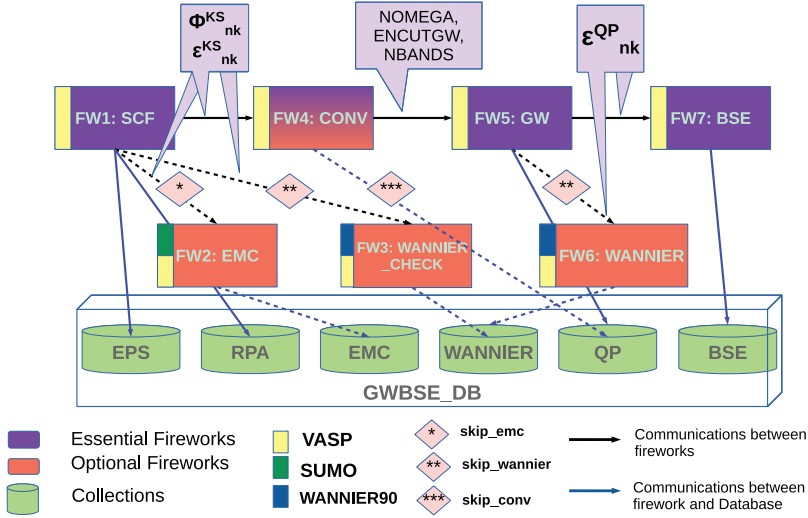 Φ^KS_nk
ε^KS_nk
NOMEGA,
ENCUTGW,
NBANDS
ε^QP_nk
FW1: SCF
FW4: CONV
FW5: GW
FW7: BSE
*
**
***
**
FW2: EMC
FW3: WANNIER
_CHECK
FW6: WANNIER
EPS
RPA
EMC
WANNIER
QP
BSE
GWBSE_DB
Essential Fireworks
Optional Fireworks
Collections
VASP
SUMO
WANNIER90
* skip_emc
** skip_wannier
*** skip_conv
Communications between
fireworks
Communications between
firework and Database